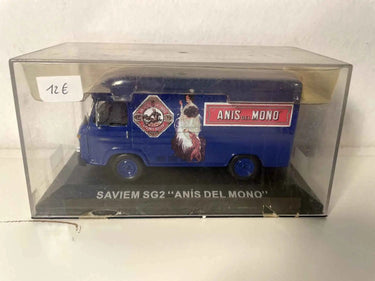 12€
ANIS DEL MONO
SAVIEM SG2 "ANÍS DEL MONO"